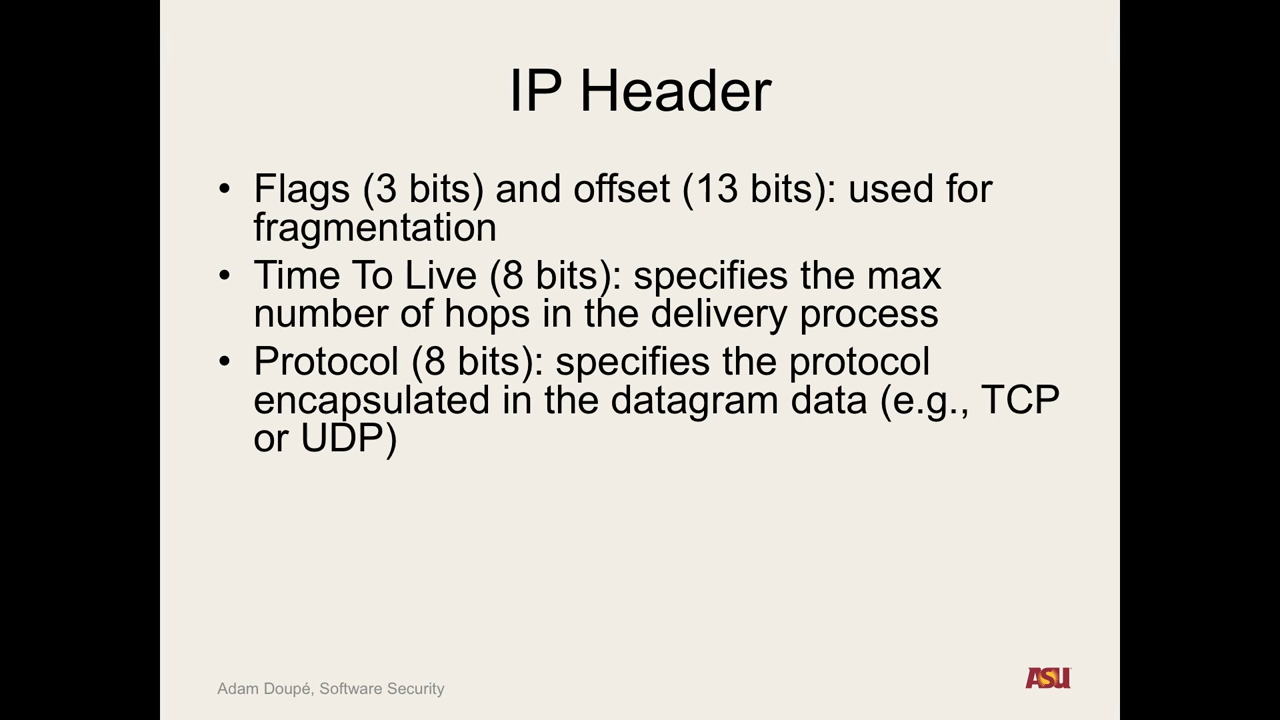 IP Header
• Flags (3 bits) and offset (13 bits): used for
fragmentation
• Time To Live (8 bits): specifies the max
number of hops in the delivery process
• Protocol (8 bits): specifies the protocol
encapsulated in the datagram data (e.g., TCP
or UDP)
Adam Doupé, Software Security
ASU